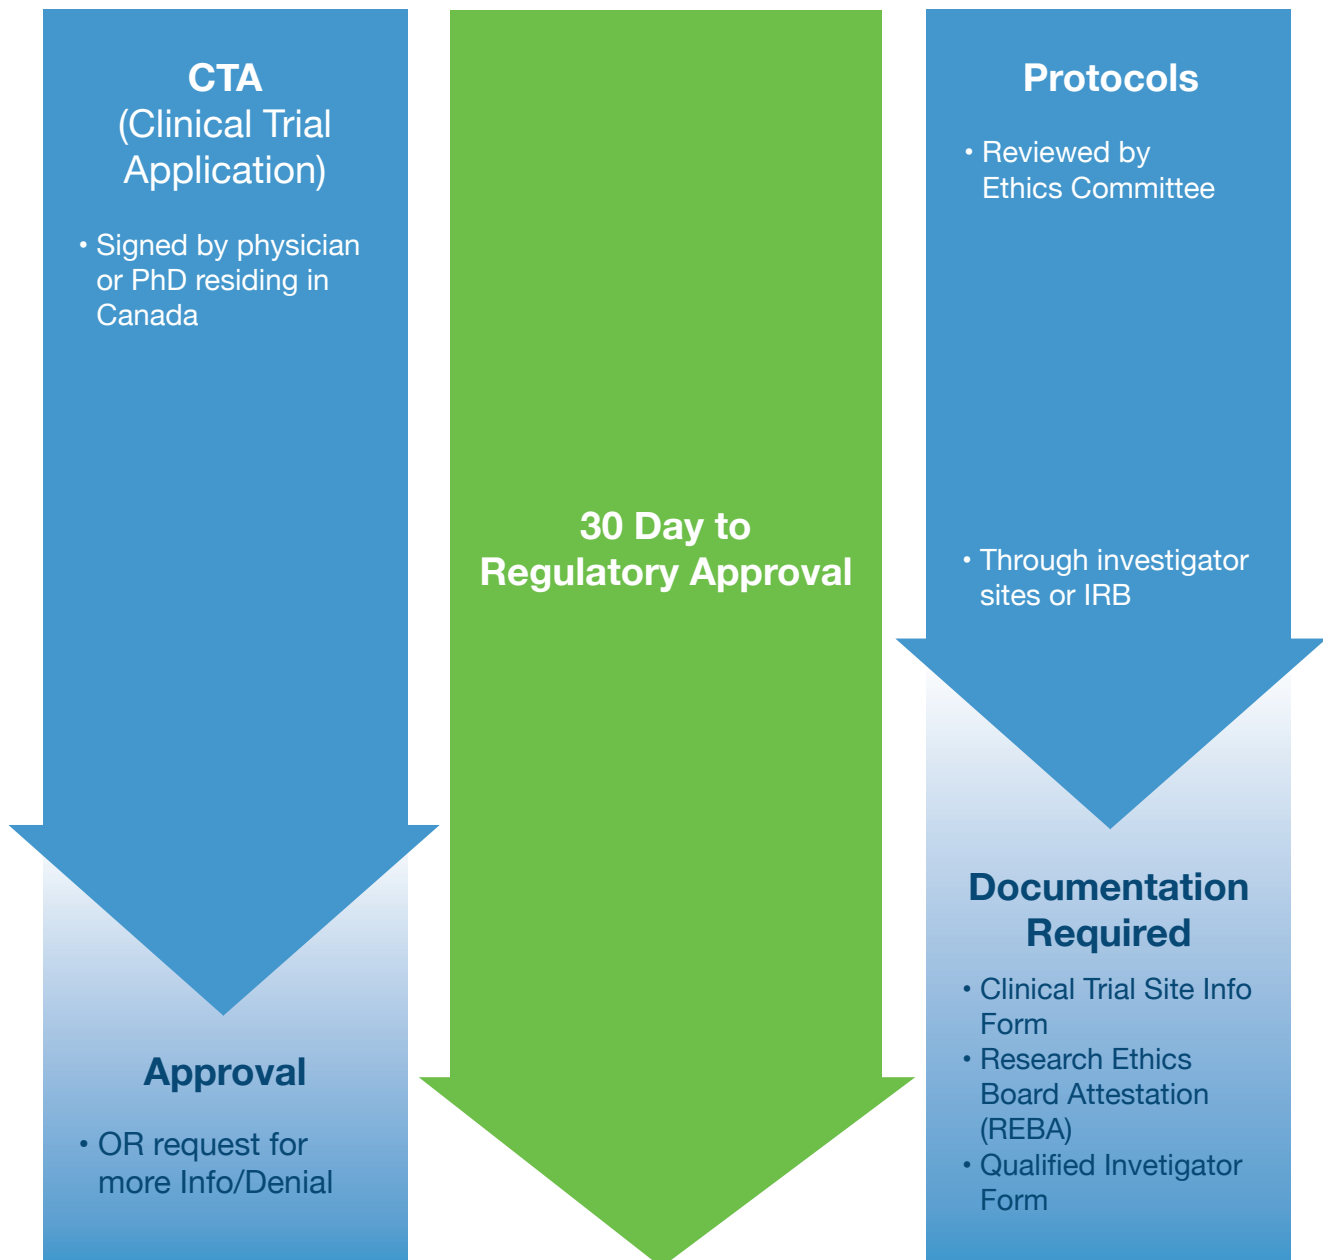 CTA
(Clinical Trial
Application)
• Signed by physician
or PhD residing in
Canada
Approval
• OR request for
more Info/Denial
30 Day to
Regulatory Approval
Protocols
• Reviewed by
Ethics Committee
• Through investigator
sites or IRB
Documentation
Required
• Clinical Trial Site Info
Form
• Research Ethics
Board Attestation
(REBA)
• Qualified Invetigator
Form